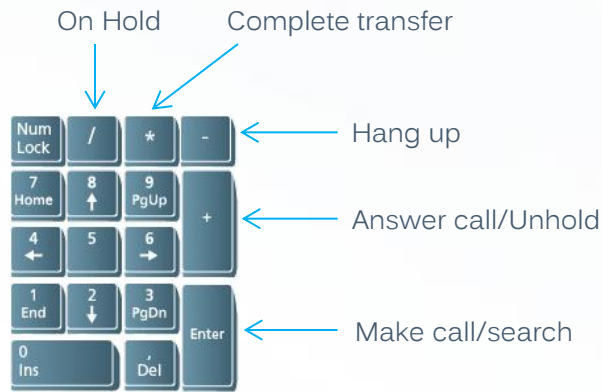 On Hold Complete transfer
Num Lock / * - Hang up
7 Home 8 ↑ 9 PgUp + Answer call/Unhold
4 ← 5 6 →
1 End 2 ↓ 3 PgDn Enter Make call/search
0 Ins , Del